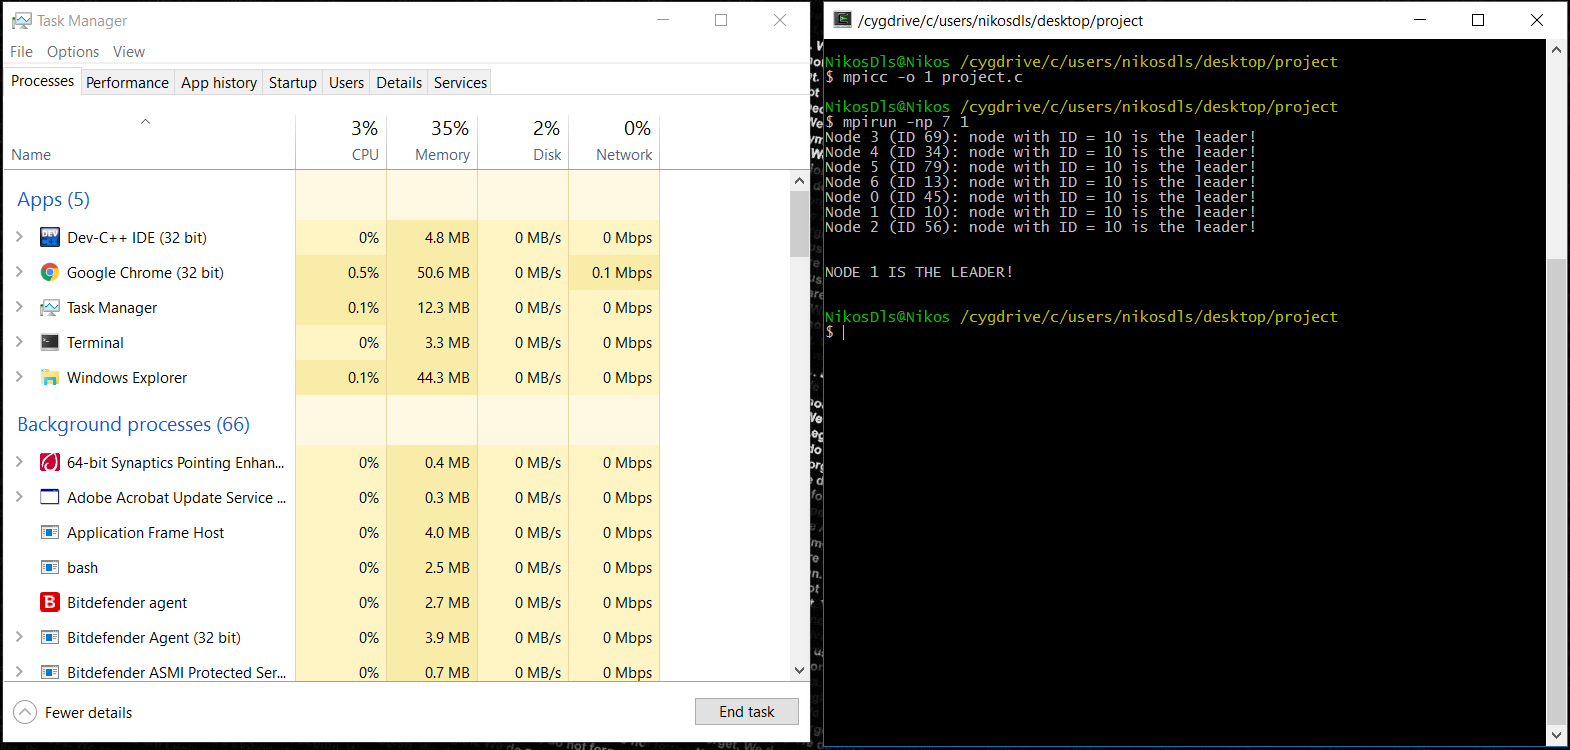 Task Manager
File Options View
Processes Performance App history Startup Users Details Services
3% 35% 2% 0%
Name CPU Memory Disk Network
Apps (5)
Dev-C++ IDE (32 bit) 0% 4.8 MB 0 MB/s 0 Mbps
Google Chrome (32 bit) 0.5% 50.6 MB 0 MB/s 0.1 Mbps
Task Manager 0.1% 12.3 MB 0 MB/s 0 Mbps
Terminal 0% 3.3 MB 0 MB/s 0 Mbps
Windows Explorer 0.1% 44.3 MB 0 MB/s 0 Mbps
Background processes (66)
64-bit Synaptics Pointing Enhan... 0% 0.4 MB 0 MB/s 0 Mbps
Adobe Acrobat Update Service ... 0% 0.3 MB 0 MB/s 0 Mbps
Application Frame Host 0% 4.0 MB 0 MB/s 0 Mbps
bash 0% 2.5 MB 0 MB/s 0 Mbps
Bitdefender agent 0% 2.7 MB 0 MB/s 0 Mbps
Bitdefender Agent (32 bit) 0% 3.9 MB 0 MB/s 0 Mbps
Bitdefender ASMI Protected Ser... 0% 0.7 MB 0 MB/s 0 Mbps
Fewer details End task
/cygdrive/c/users/nikosdls/desktop/project
NikosDls@Nikos /cygdrive/c/users/nikosdls/desktop/project
$ mpicc -o 1 project.c
NikosDls@Nikos /cygdrive/c/users/nikosdls/desktop/project
$ mpirun -np 7 1
Node 3 (ID 69): node with ID = 10 is the leader!
Node 4 (ID 34): node with ID = 10 is the leader!
Node 5 (ID 79): node with ID = 10 is the leader!
Node 6 (ID 13): node with ID = 10 is the leader!
Node 0 (ID 45): node with ID = 10 is the leader!
Node 1 (ID 10): node with ID = 10 is the leader!
Node 2 (ID 56): node with ID = 10 is the leader!
NODE 1 IS THE LEADER!
NikosDls@Nikos /cygdrive/c/users/nikosdls/desktop/project
$